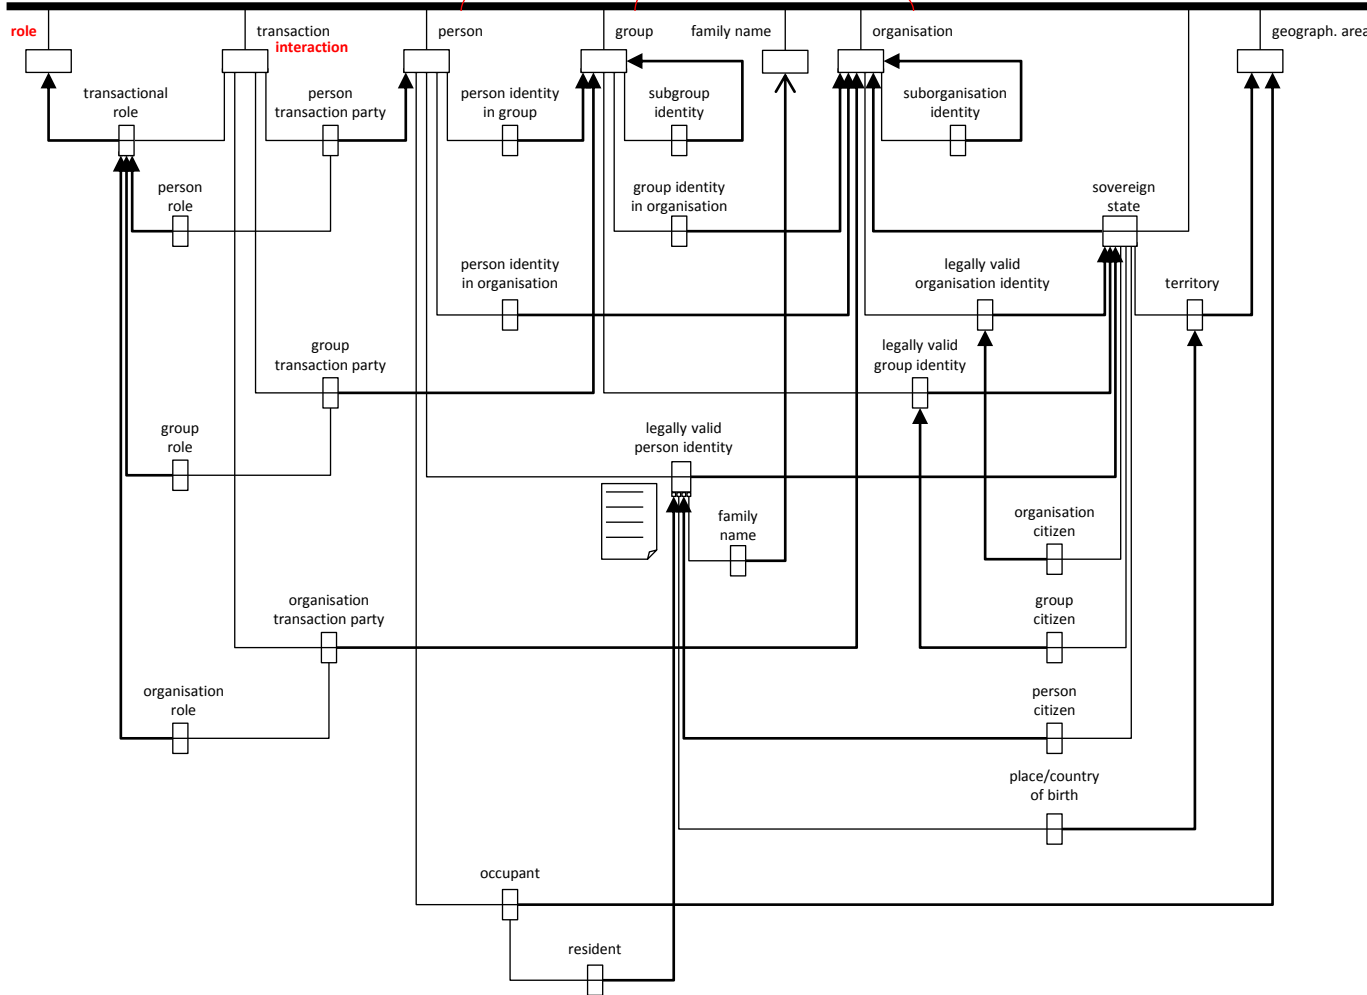 role
transaction
interaction
person
group
family name
organisation
geograph. area
transactional
role
person
transaction party
person identity
in group
subgroup
identity
suborganisation
identity
person
role
group identity
in organisation
sovereign
state
person identity
in organisation
legally valid
organisation identity
territory
group
transaction party
legally valid
group identity
group
role
legally valid
person identity
family
name
organisation
citizen
organisation
transaction party
group
citizen
organisation
role
person
citizen
place/country
of birth
occupant
resident